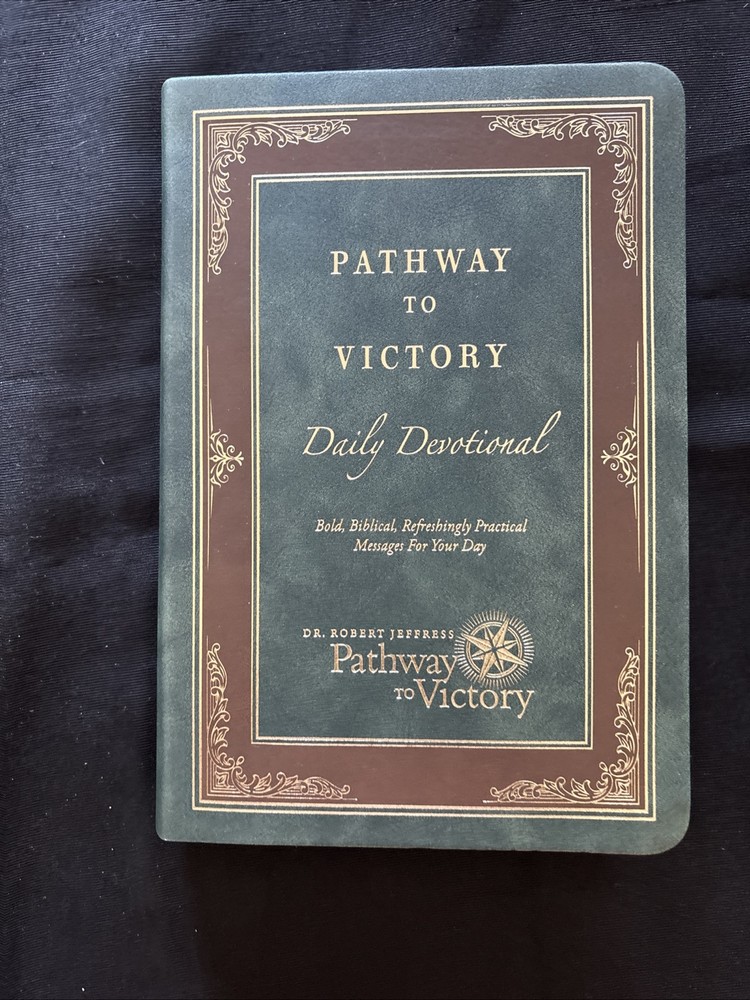 PATHWAY
TO
VICTORY
Daily Devotional
Bold, Biblical, Refreshingly Practical
Messages For Your Day
DR. ROBERT JEFFRESS
Pathway
TO Victory